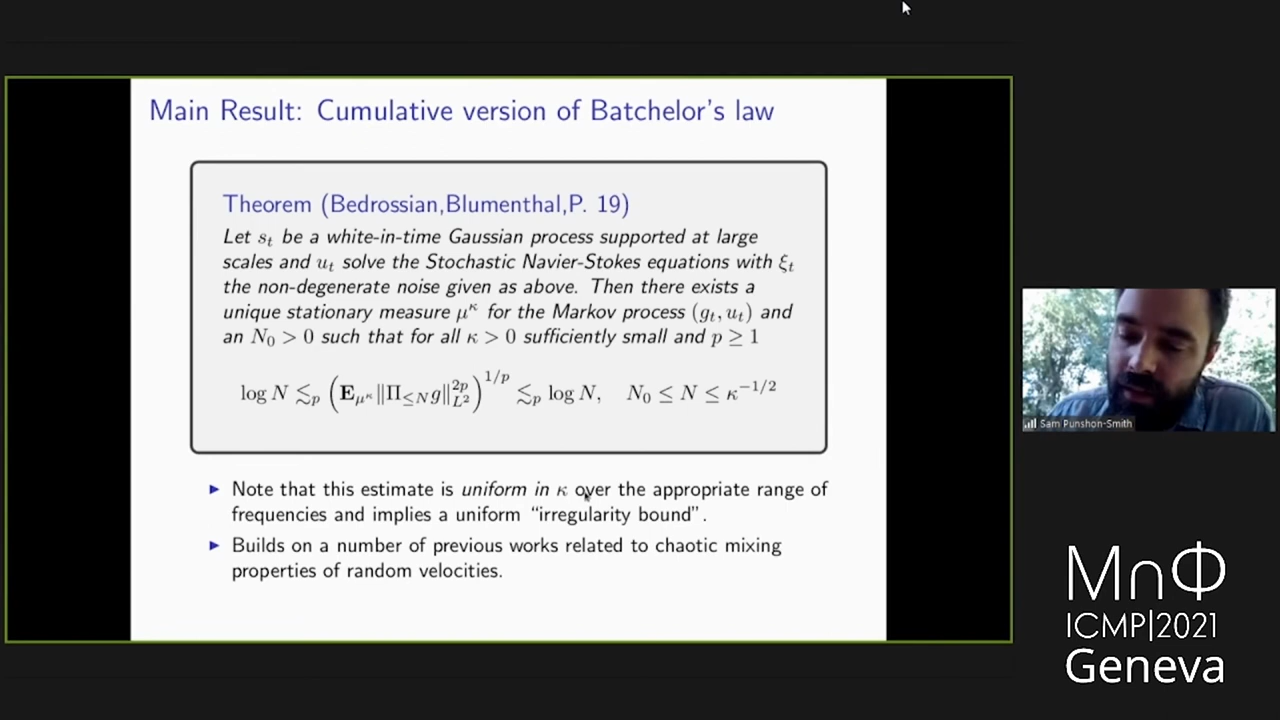 Main Result: Cumulative version of Batchelor's law
Theorem (Bedrossian,Blumenthal,P. 19)
Let s_t be a white-in-time Gaussian process supported at large
scales and u_t solve the Stochastic Navier-Stokes equations with ξ_t
the non-degenerate noise given as above. Then there exists a
unique stationary measure μ^κ for the Markov process (g_t, u_t) and
an N_0 > 0 such that for all κ > 0 sufficiently small and p ≥ 1
log N ≲_p (E_{μ^κ}‖Π_{≤N} g‖_{L^2}^{2p})^{1/p} ≲_p log N, N_0 ≤ N ≤ κ^{-1/2}
▶ Note that this estimate is uniform in κ over the appropriate range of
frequencies and implies a uniform "irregularity bound".
▶ Builds on a number of previous works related to chaotic mixing
properties of random velocities.
Sam Punshon-Smith
M∩Φ
ICMP|2021
Geneva